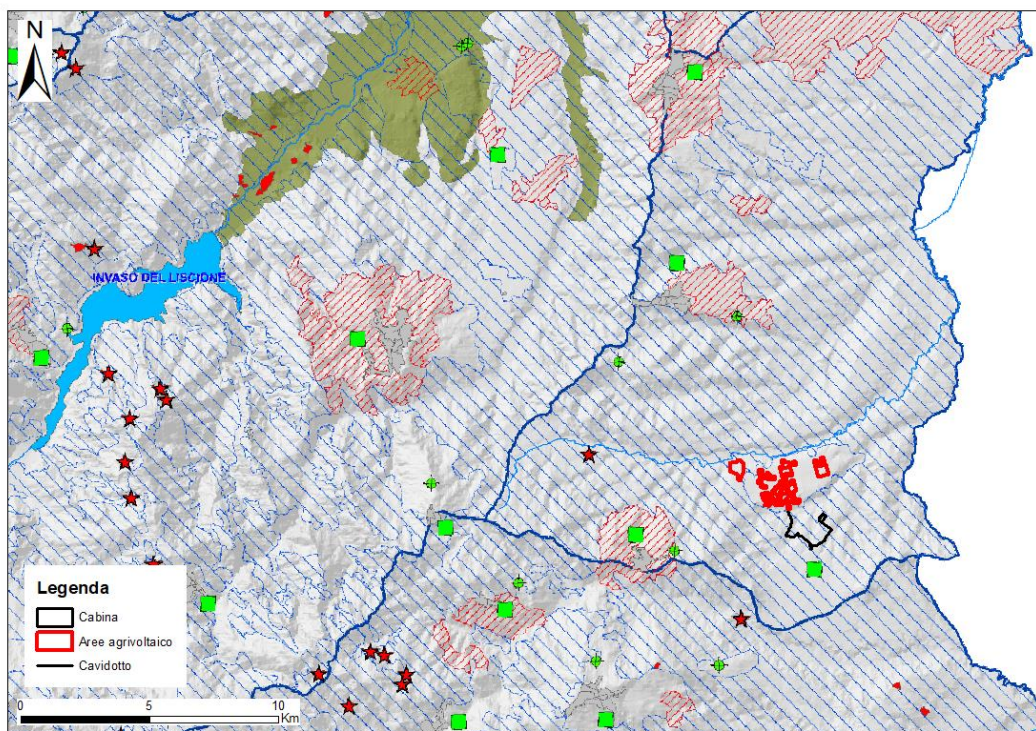 N
INVASO DEL LISCIONE
Legenda
Cabina
Aree agrivoltaico
Cavidotto
0 5 10
Km